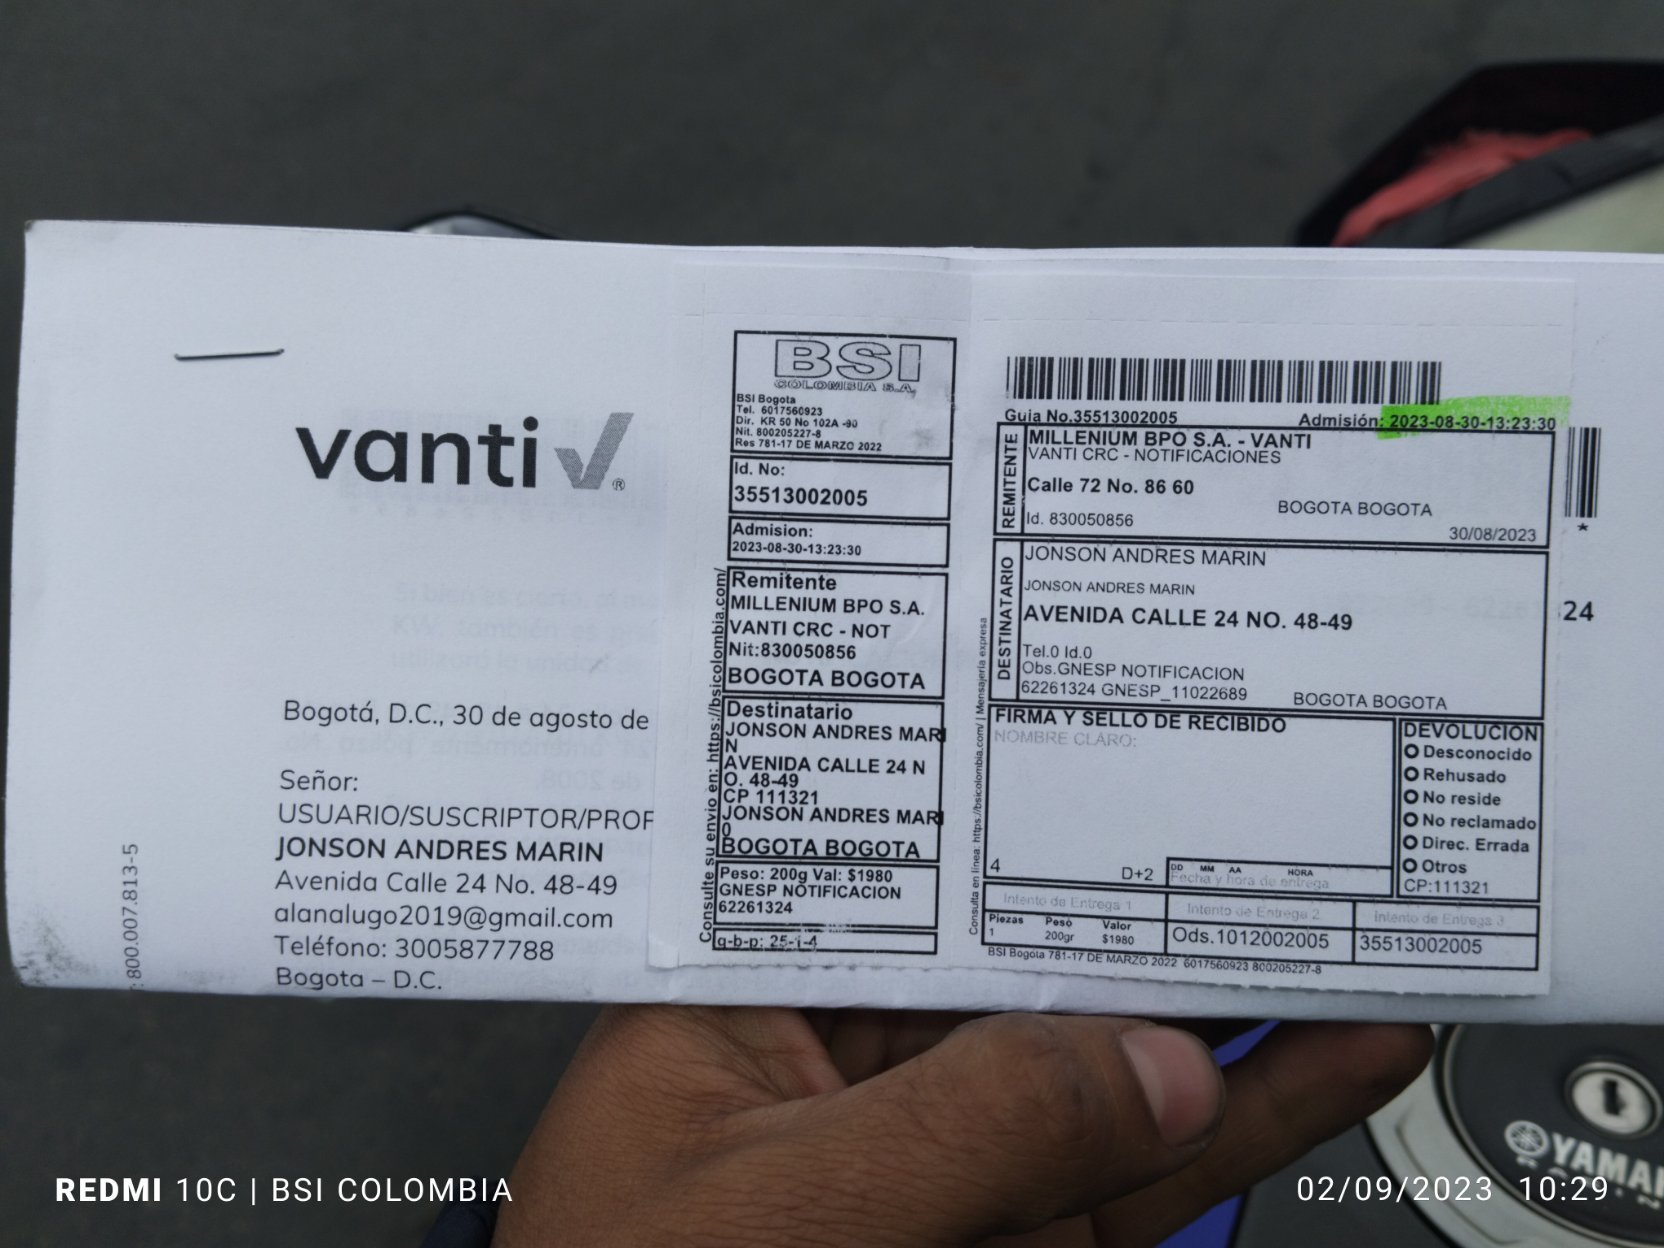 vanti
Bogotá, D.C., 30 de agosto de
Señor:
USUARIO/SUSCRIPTOR/PROF
JONSON ANDRES MARIN
Avenida Calle 24 No. 48-49
alanalugo2019@gmail.com
Teléfono: 3005877788
Bogota – D.C.
: 800.007.813-5
BSI
COLOMBIA S.A.
BSI Bogota
Tel. 6017560923
Dir. KR 50 No 102A -90
Nit. 800205227-8
Res 781-17 DE MARZO 2022
Id. No:
35513002005
Admision:
2023-08-30-13:23:30
Remitente
MILLENIUM BPO S.A.
VANTI CRC - NOT
Nit:830050856
BOGOTA BOGOTA
Destinatario
JONSON ANDRES MARI
N
AVENIDA CALLE 24 N
O. 48-49
CP 111321
JONSON ANDRES MARI
0
BOGOTA BOGOTA
Peso: 200g Val: $1980
GNESP NOTIFICACION
62261324
q-b-p: 25-1-4
Consulte su envio en: https://bsicolombia.com/
Guia No.35513002005 Admisión: 2023-08-30-13:23:30
REMITENTE
MILLENIUM BPO S.A. - VANTI
VANTI CRC - NOTIFICACIONES
Calle 72 No. 86 60
BOGOTA BOGOTA
Id. 830050856
30/08/2023
*
DESTINATARIO
JONSON ANDRES MARIN
JONSON ANDRES MARIN
AVENIDA CALLE 24 NO. 48-49
Tel.0 Id.0
Obs.GNESP NOTIFICACION
62261324 GNESP_11022689 BOGOTA BOGOTA
24
FIRMA Y SELLO DE RECIBIDO
NOMBRE CLARO:
4 D+2
DD MM AA HORA
Fecha y hora de entrega
DEVOLUCION
Desconocido
Rehusado
No reside
No reclamado
Direc. Errada
Otros
CP:111321
Intento de Entrega 1 Intento de Entrega 2 Intento de Entrega 3
Piezas Peso Valor
1 200gr $1980
Ods.1012002005 35513002005
BSI Bogota 781-17 DE MARZO 2022 6017560923 800205227-8
Consulta en linea: https://bsicolombia.com/ | Mensajeria expresa
YAMA
REDMI 10C | BSI COLOMBIA
02/09/2023 10:29